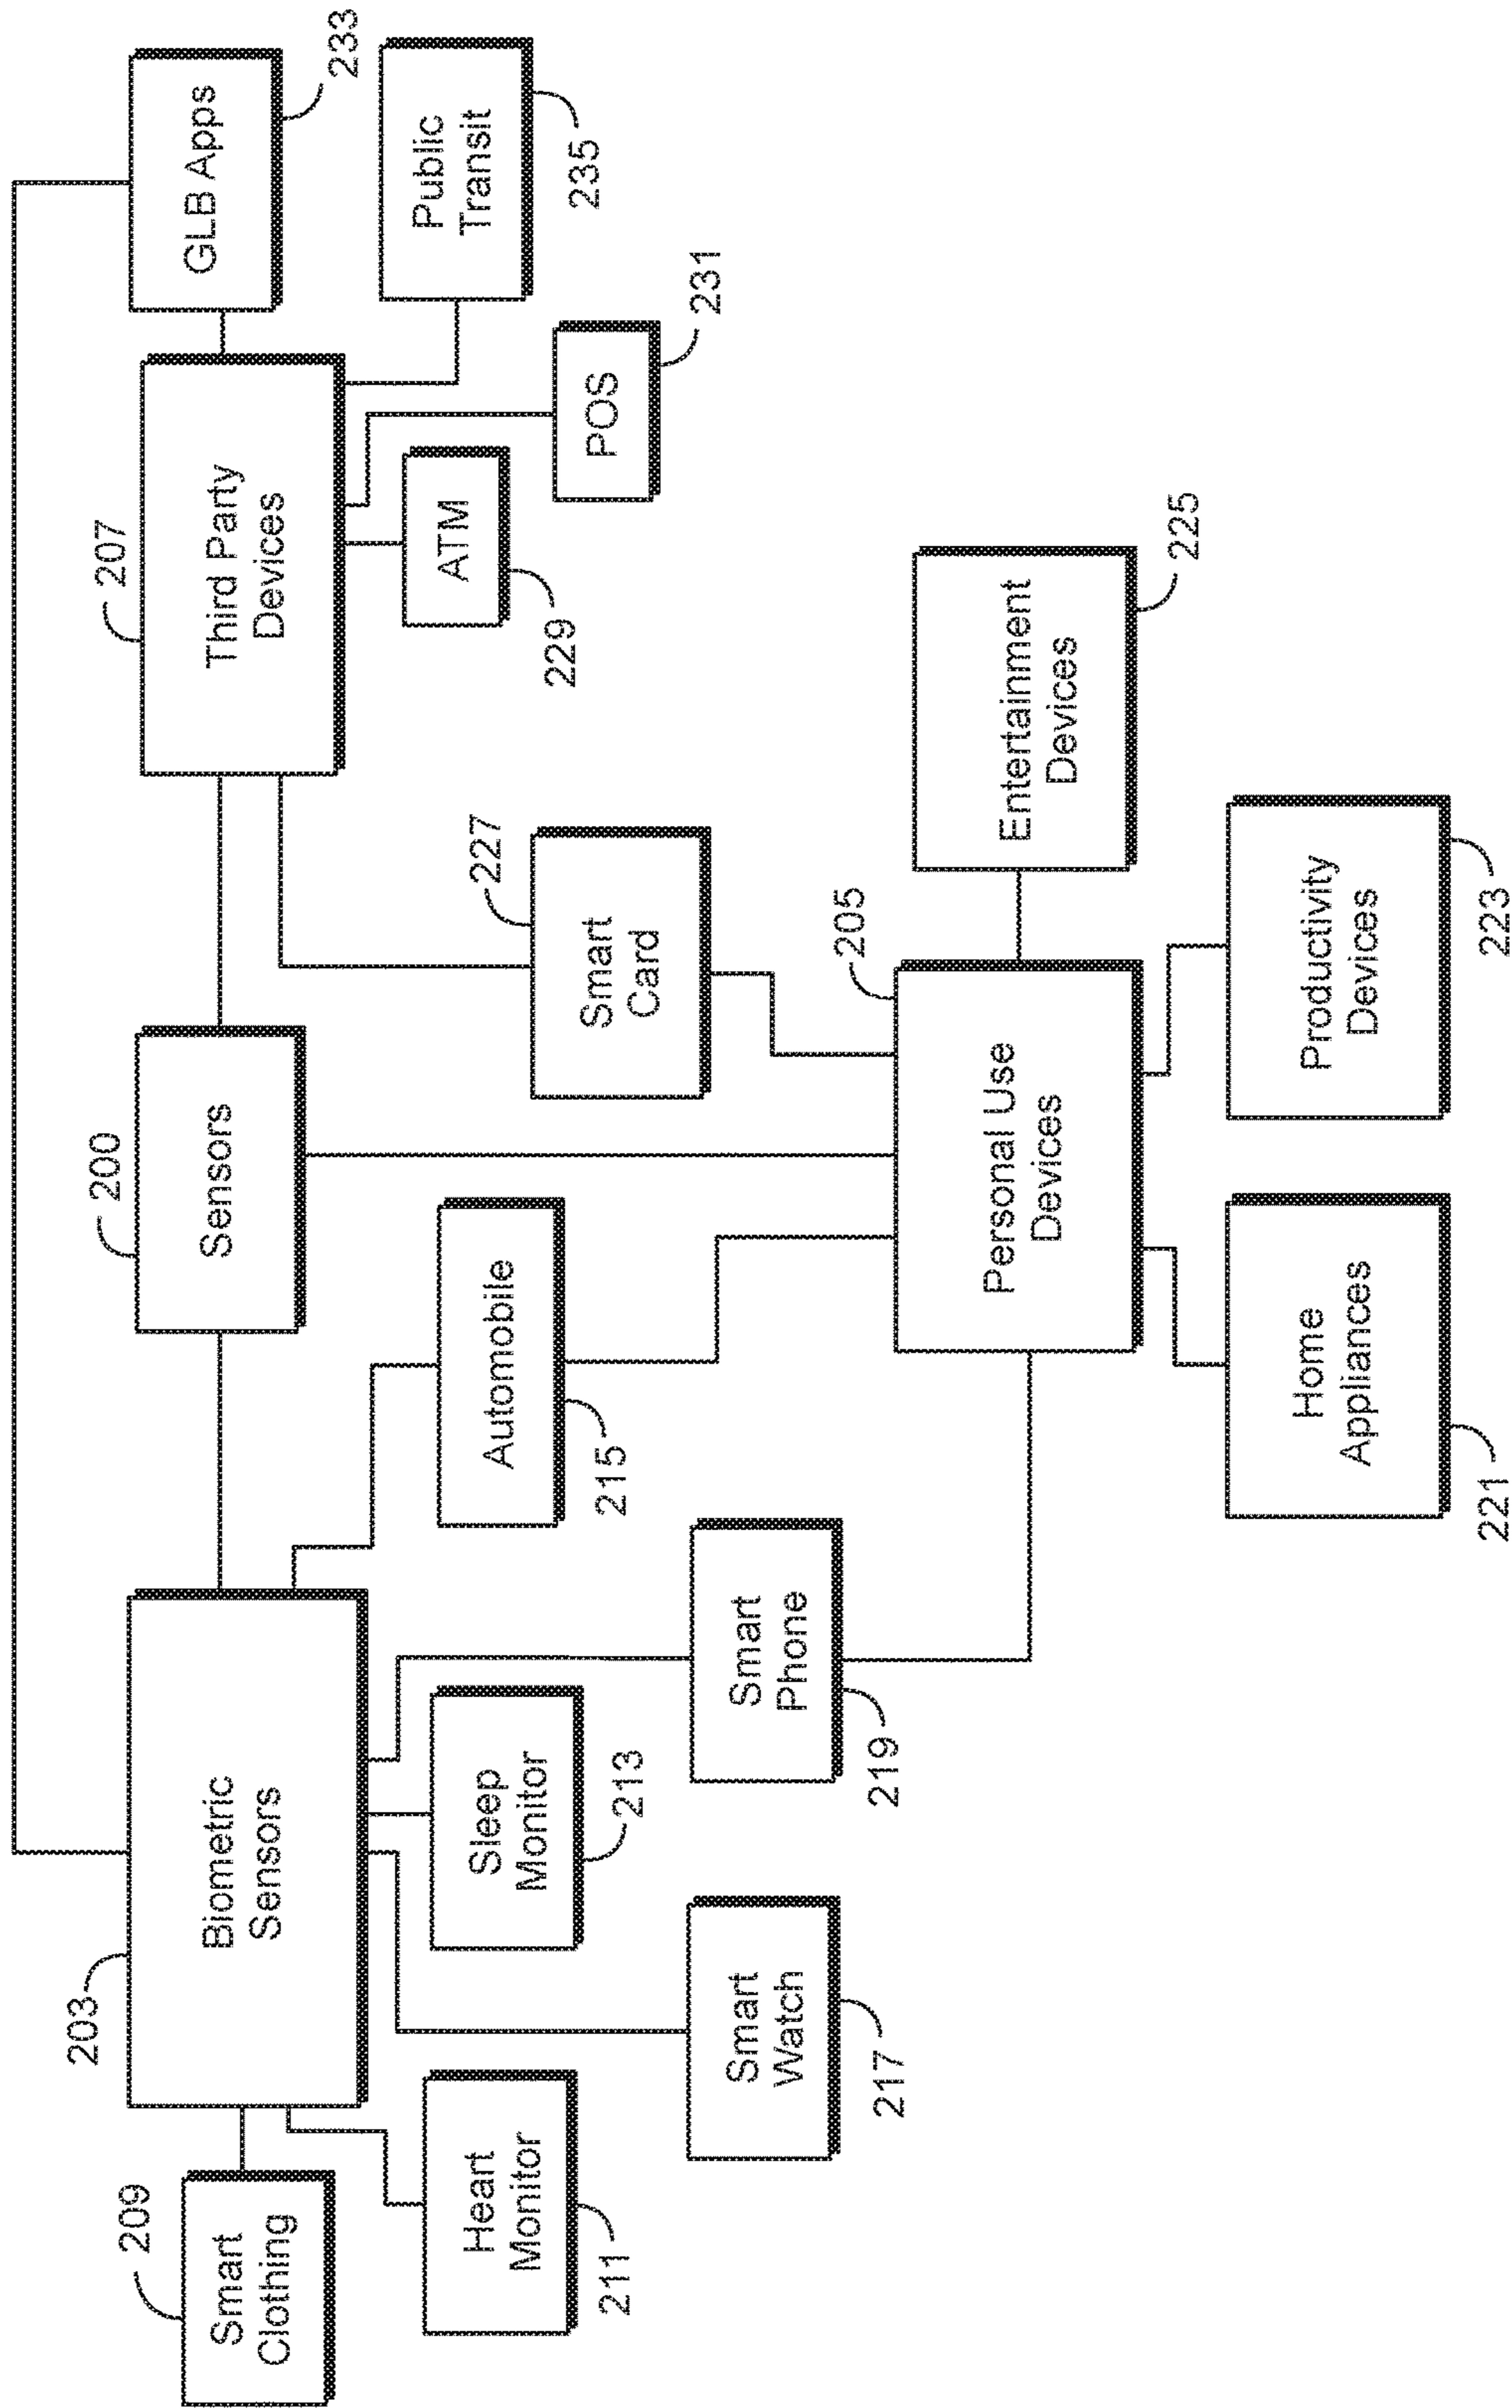 203
Biometric
Sensors
200
Sensors
207
Third Party
Devices
GLB Apps
233
209
Smart
Clothing
Heart
Monitor
211
Sleep
Monitor
213
Automobile
215
Smart
Watch
217
Smart
Phone
219
Smart
Card
227
ATM
229
POS
231
Public
Transit
235
Personal Use
Devices
205
Entertainment
Devices
225
Home
Appliances
221
Productivity
Devices
223